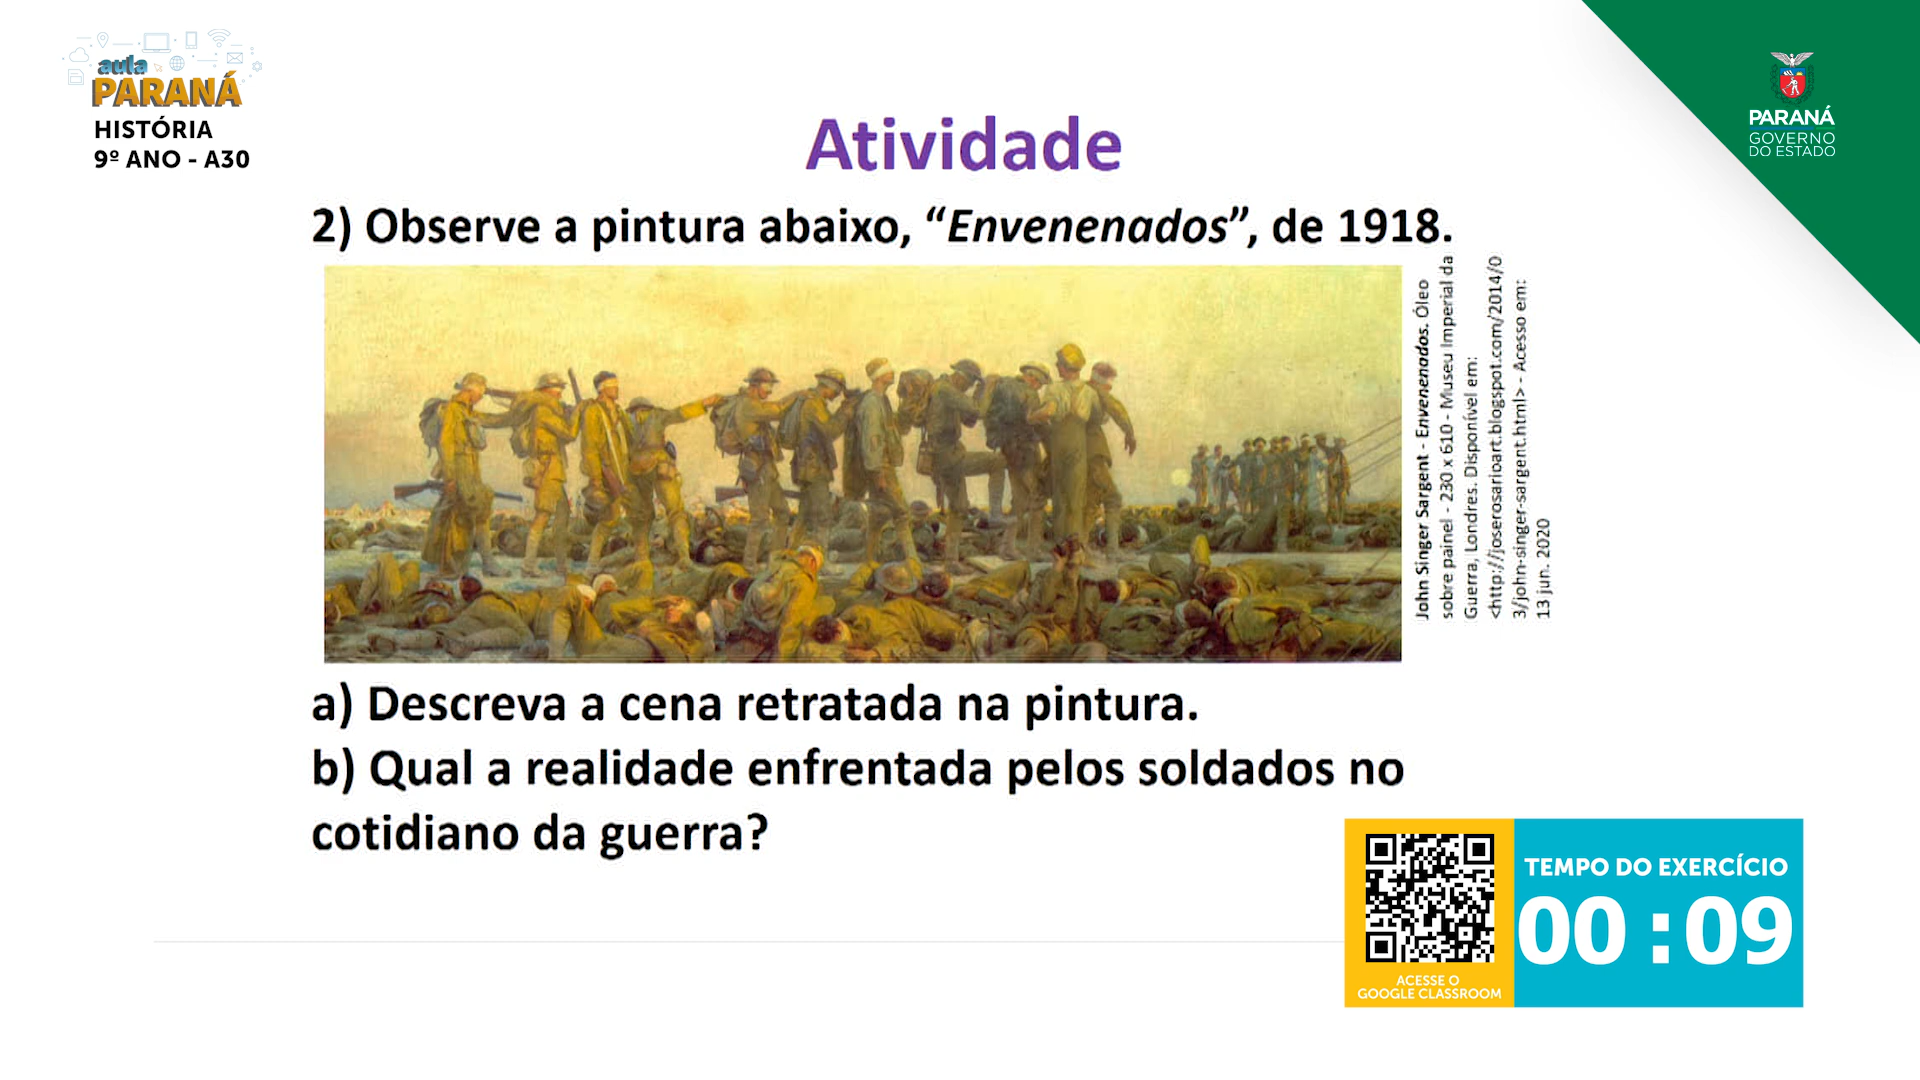 aula
PARANÁ
HISTÓRIA
9º ANO - A30
PARANÁ
GOVERNO
DO ESTADO
Atividade
2) Observe a pintura abaixo, “Envenenados”, de 1918.
John Singer Sargent - Envenenados. Óleo
sobre painel - 230 x 610 - Museu Imperial da
Guerra, Londres. Disponível em:
<http://joserosarioart.blogspot.com/2014/0
3/john-singer-sargent.html> - Acesso em:
13 jun. 2020
a) Descreva a cena retratada na pintura.
b) Qual a realidade enfrentada pelos soldados no
cotidiano da guerra?
ACESSE O
GOOGLE CLASSROOM
TEMPO DO EXERCÍCIO
00 : 09